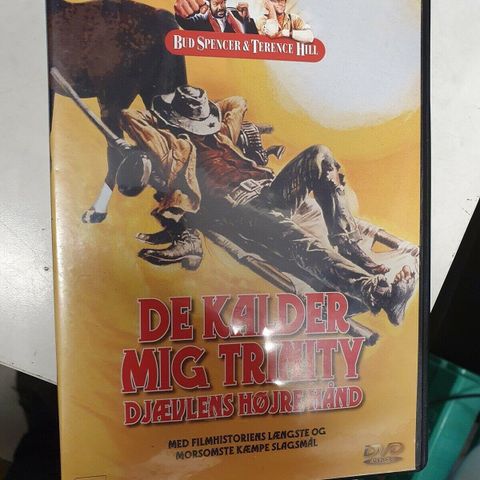 BUD SPENCER & TERENCE HILL
DE KALDER
MIG TRINITY
DJÆVLENS HØJRE HÅND
MED FILMHISTORIENS LÆNGSTE OG
MORSOMSTE KÆMPE SLAGSMÅL
DVD